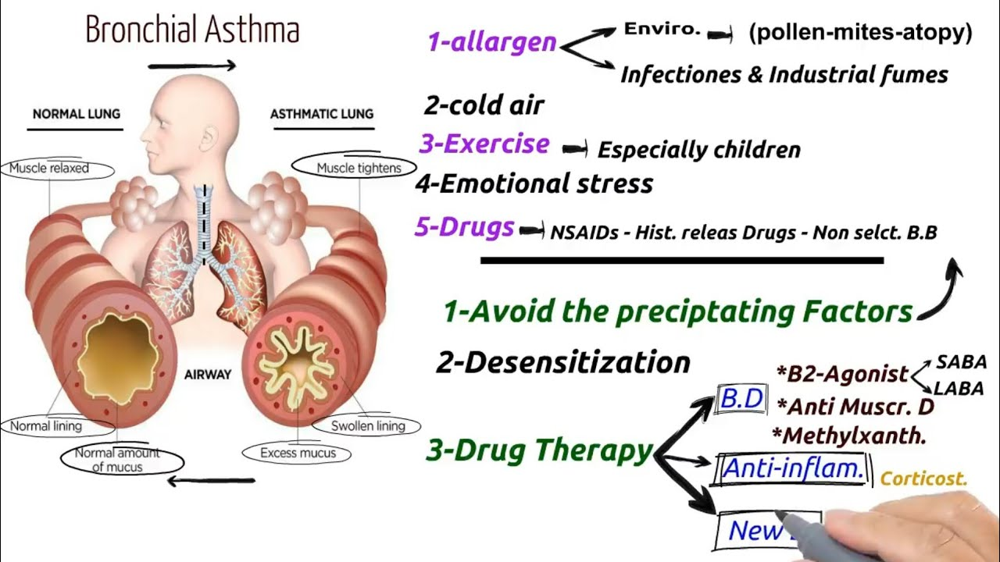 Bronchial Asthma
NORMAL LUNG
ASTHMATIC LUNG
Muscle relaxed
Muscle tightens
AIRWAY
Normal lining
Swollen lining
Normal amount
of mucus
Excess mucus
1-allargen
Enviro.
(pollen-mites-atopy)
Infectiones & Industrial fumes
2-cold air
3-Exercise
Especially children
4-Emotional stress
5-Drugs
NSAIDs - Hist. releas Drugs - Non selct. B.B
1-Avoid the preciptating Factors
2-Desensitization
3-Drug Therapy
B.D
*B2-Agonist
SABA
LABA
*Anti Muscr. D
*Methylxanth.
Anti-inflam.
Corticost.
New